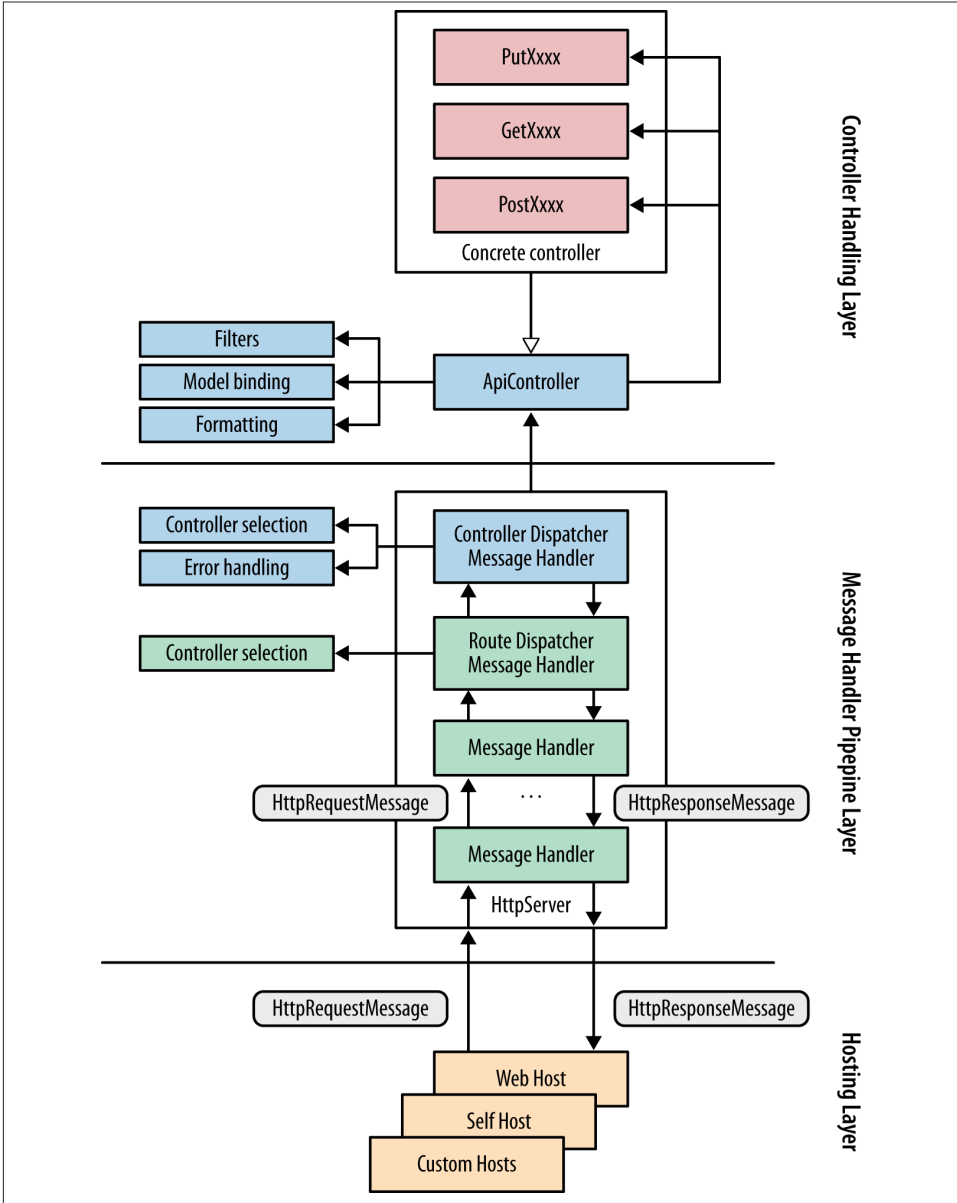 PutXxxx
GetXxxx
PostXxxx
Concrete controller
Controller Handling Layer
Filters
Model binding
Formatting
ApiController
Controller selection
Error handling
Controller Dispatcher
Message Handler
Controller selection
Route Dispatcher
Message Handler
Message Handler
...
HttpRequestMessage
HttpResponseMessage
Message Handler
HttpServer
Message Handler Pipepine Layer
HttpRequestMessage
HttpResponseMessage
Web Host
Self Host
Custom Hosts
Hosting Layer